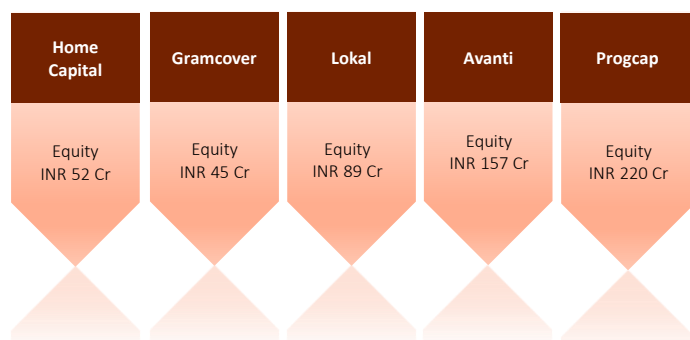 Home
Capital
Gramcover
Lokal
Avanti
Progcap
Equity
INR 52 Cr
Equity
INR 45 Cr
Equity
INR 89 Cr
Equity
INR 157 Cr
Equity
INR 220 Cr